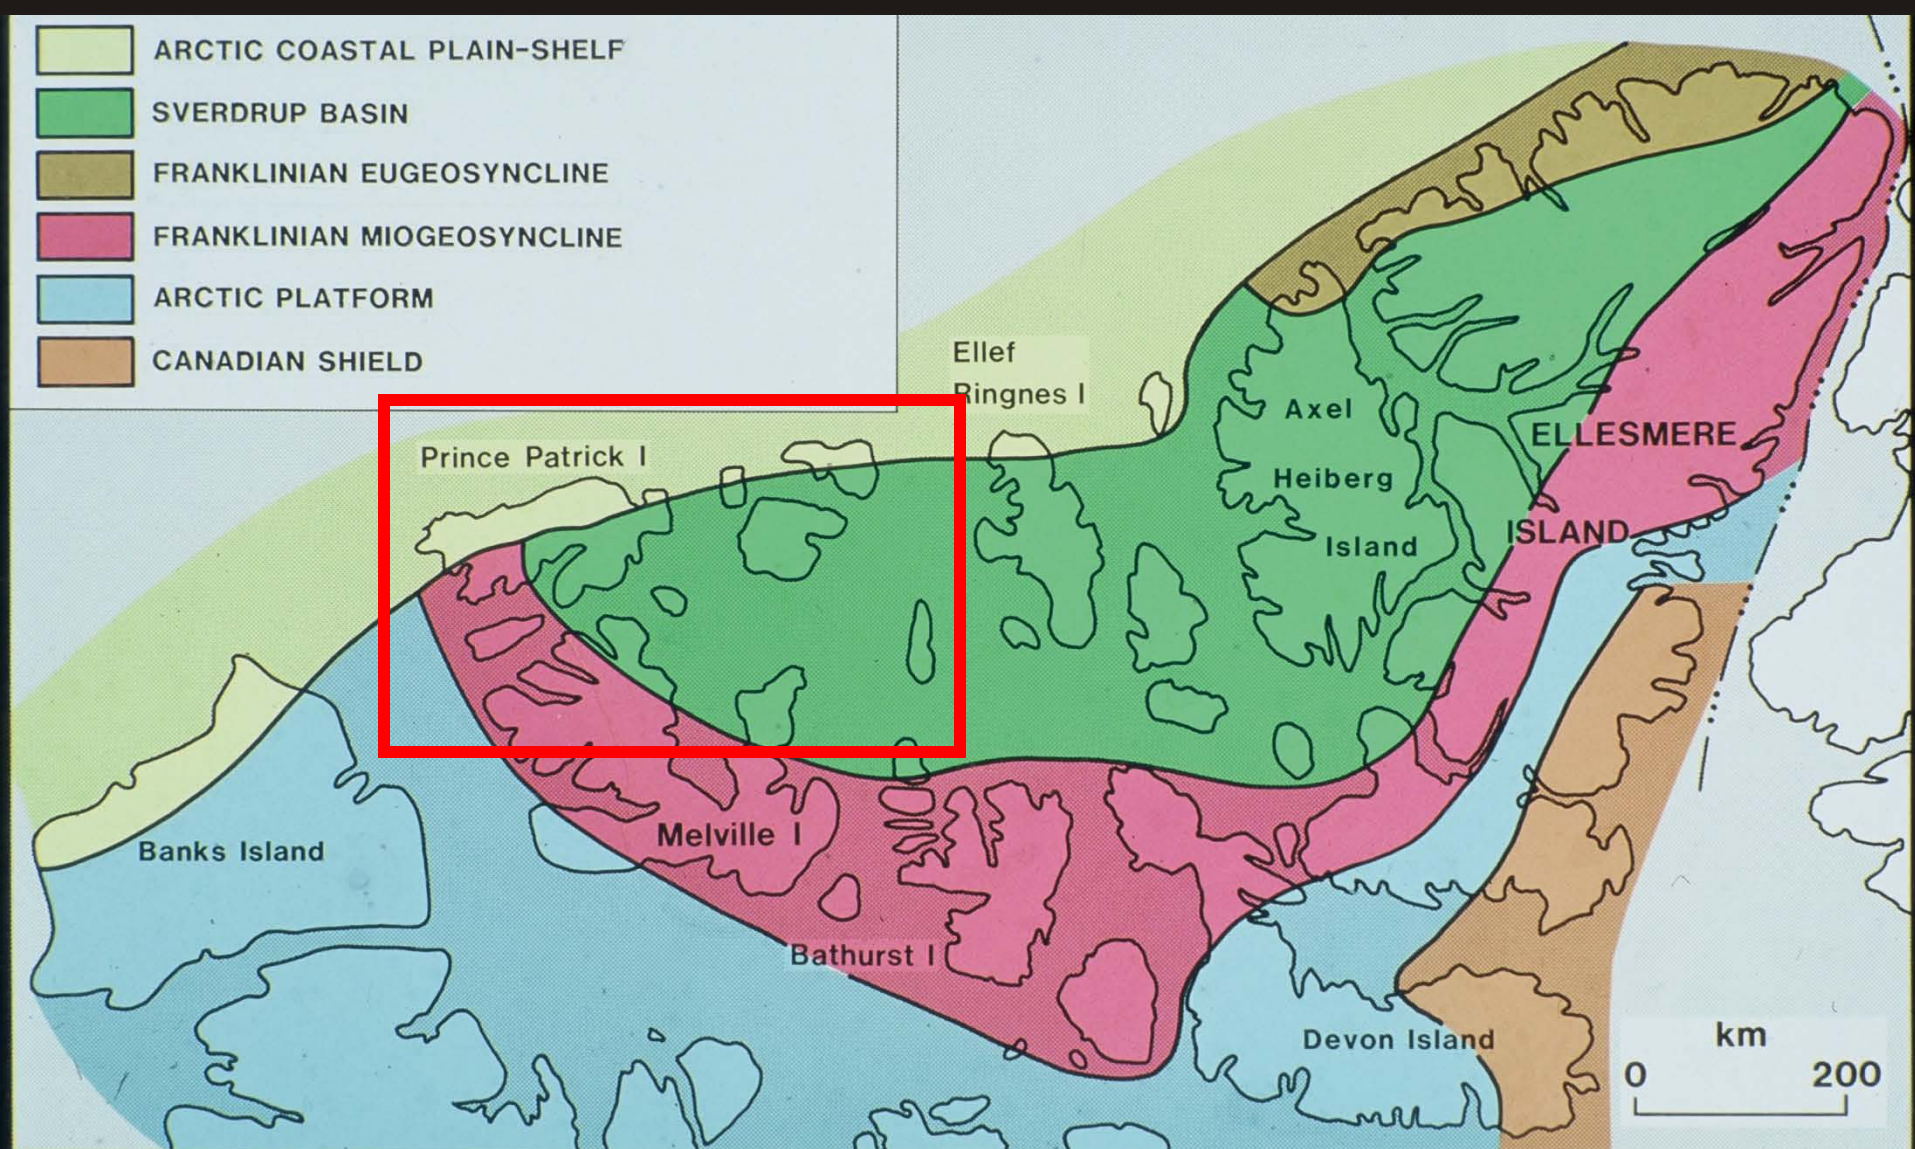 ARCTIC COASTAL PLAIN-SHELF
SVERDRUP BASIN
FRANKLINIAN EUGEOSYNCLINE
FRANKLINIAN MIOGEOSYNCLINE
ARCTIC PLATFORM
CANADIAN SHIELD
Ellef
Ringnes I
Prince Patrick I
Axel
Heiberg
Island
ELLESMERE
ISLAND
Banks Island
Melville I
Bathurst I
Devon Island
km
0 200